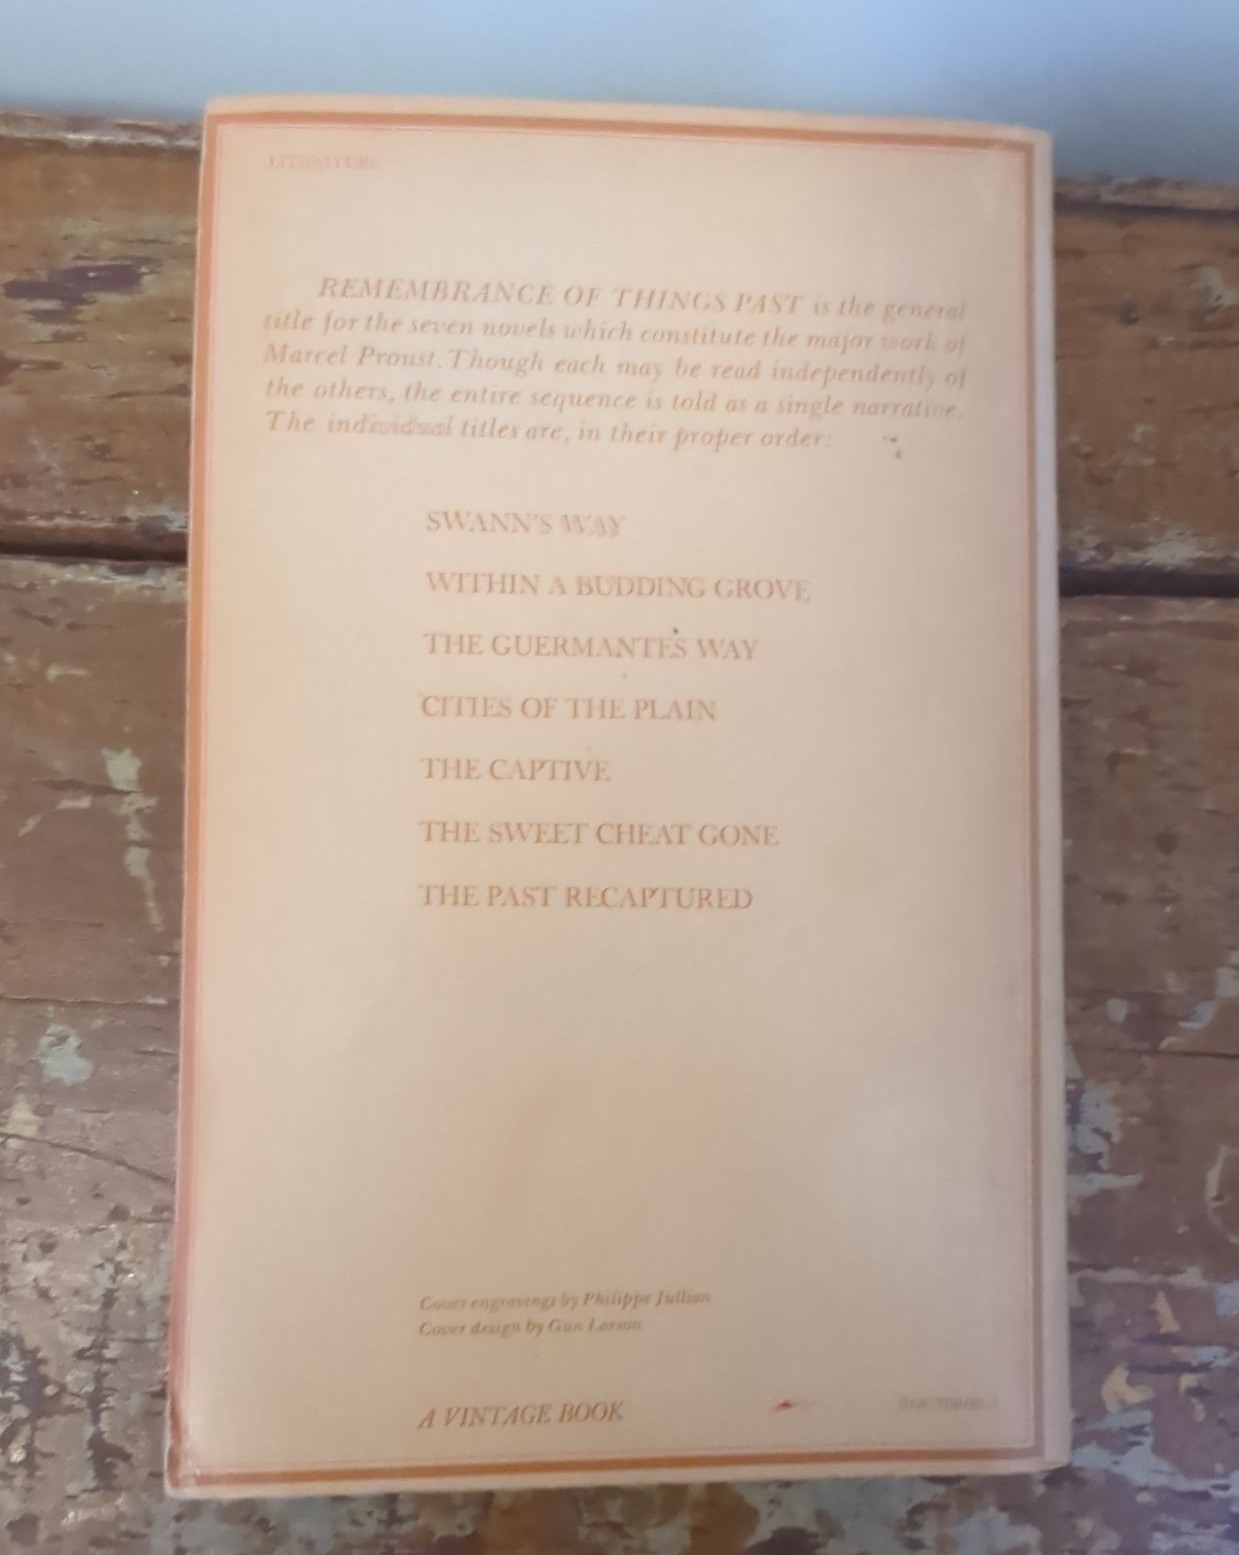 LITERATURE
REMEMBRANCE OF THINGS PAST is the general
title for the seven novels which constitute the major work of
Marcel Proust. Though each may be read independently of
the others, the entire sequence is told as a single narrative.
The individual titles are, in their proper order:
SWANN'S WAY
WITHIN A BUDDING GROVE
THE GUERMANTES WAY
CITIES OF THE PLAIN
THE CAPTIVE
THE SWEET CHEAT GONE
THE PAST RECAPTURED
Cover engravings by Philippe Jullian
Cover design by Gun Larson
A VINTAGE BOOK